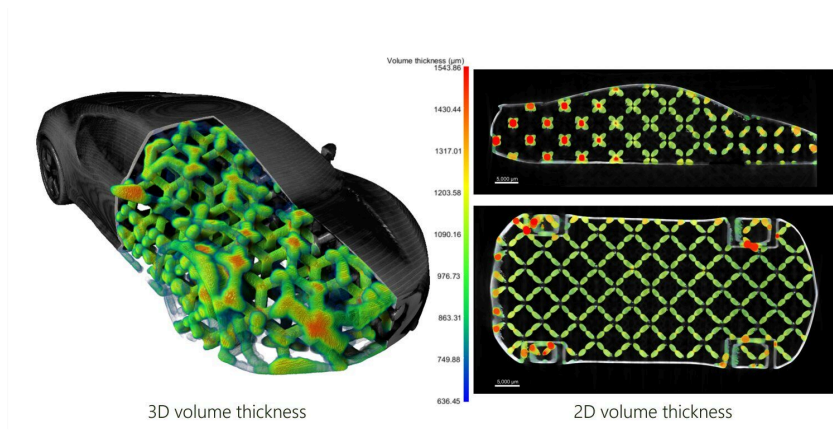 Volume thickness (µm)
1543.86
1430.44
1317.01
1203.58
1090.16
976.73
863.31
749.88
636.45
5,000 µm
5,000 µm
3D volume thickness
2D volume thickness